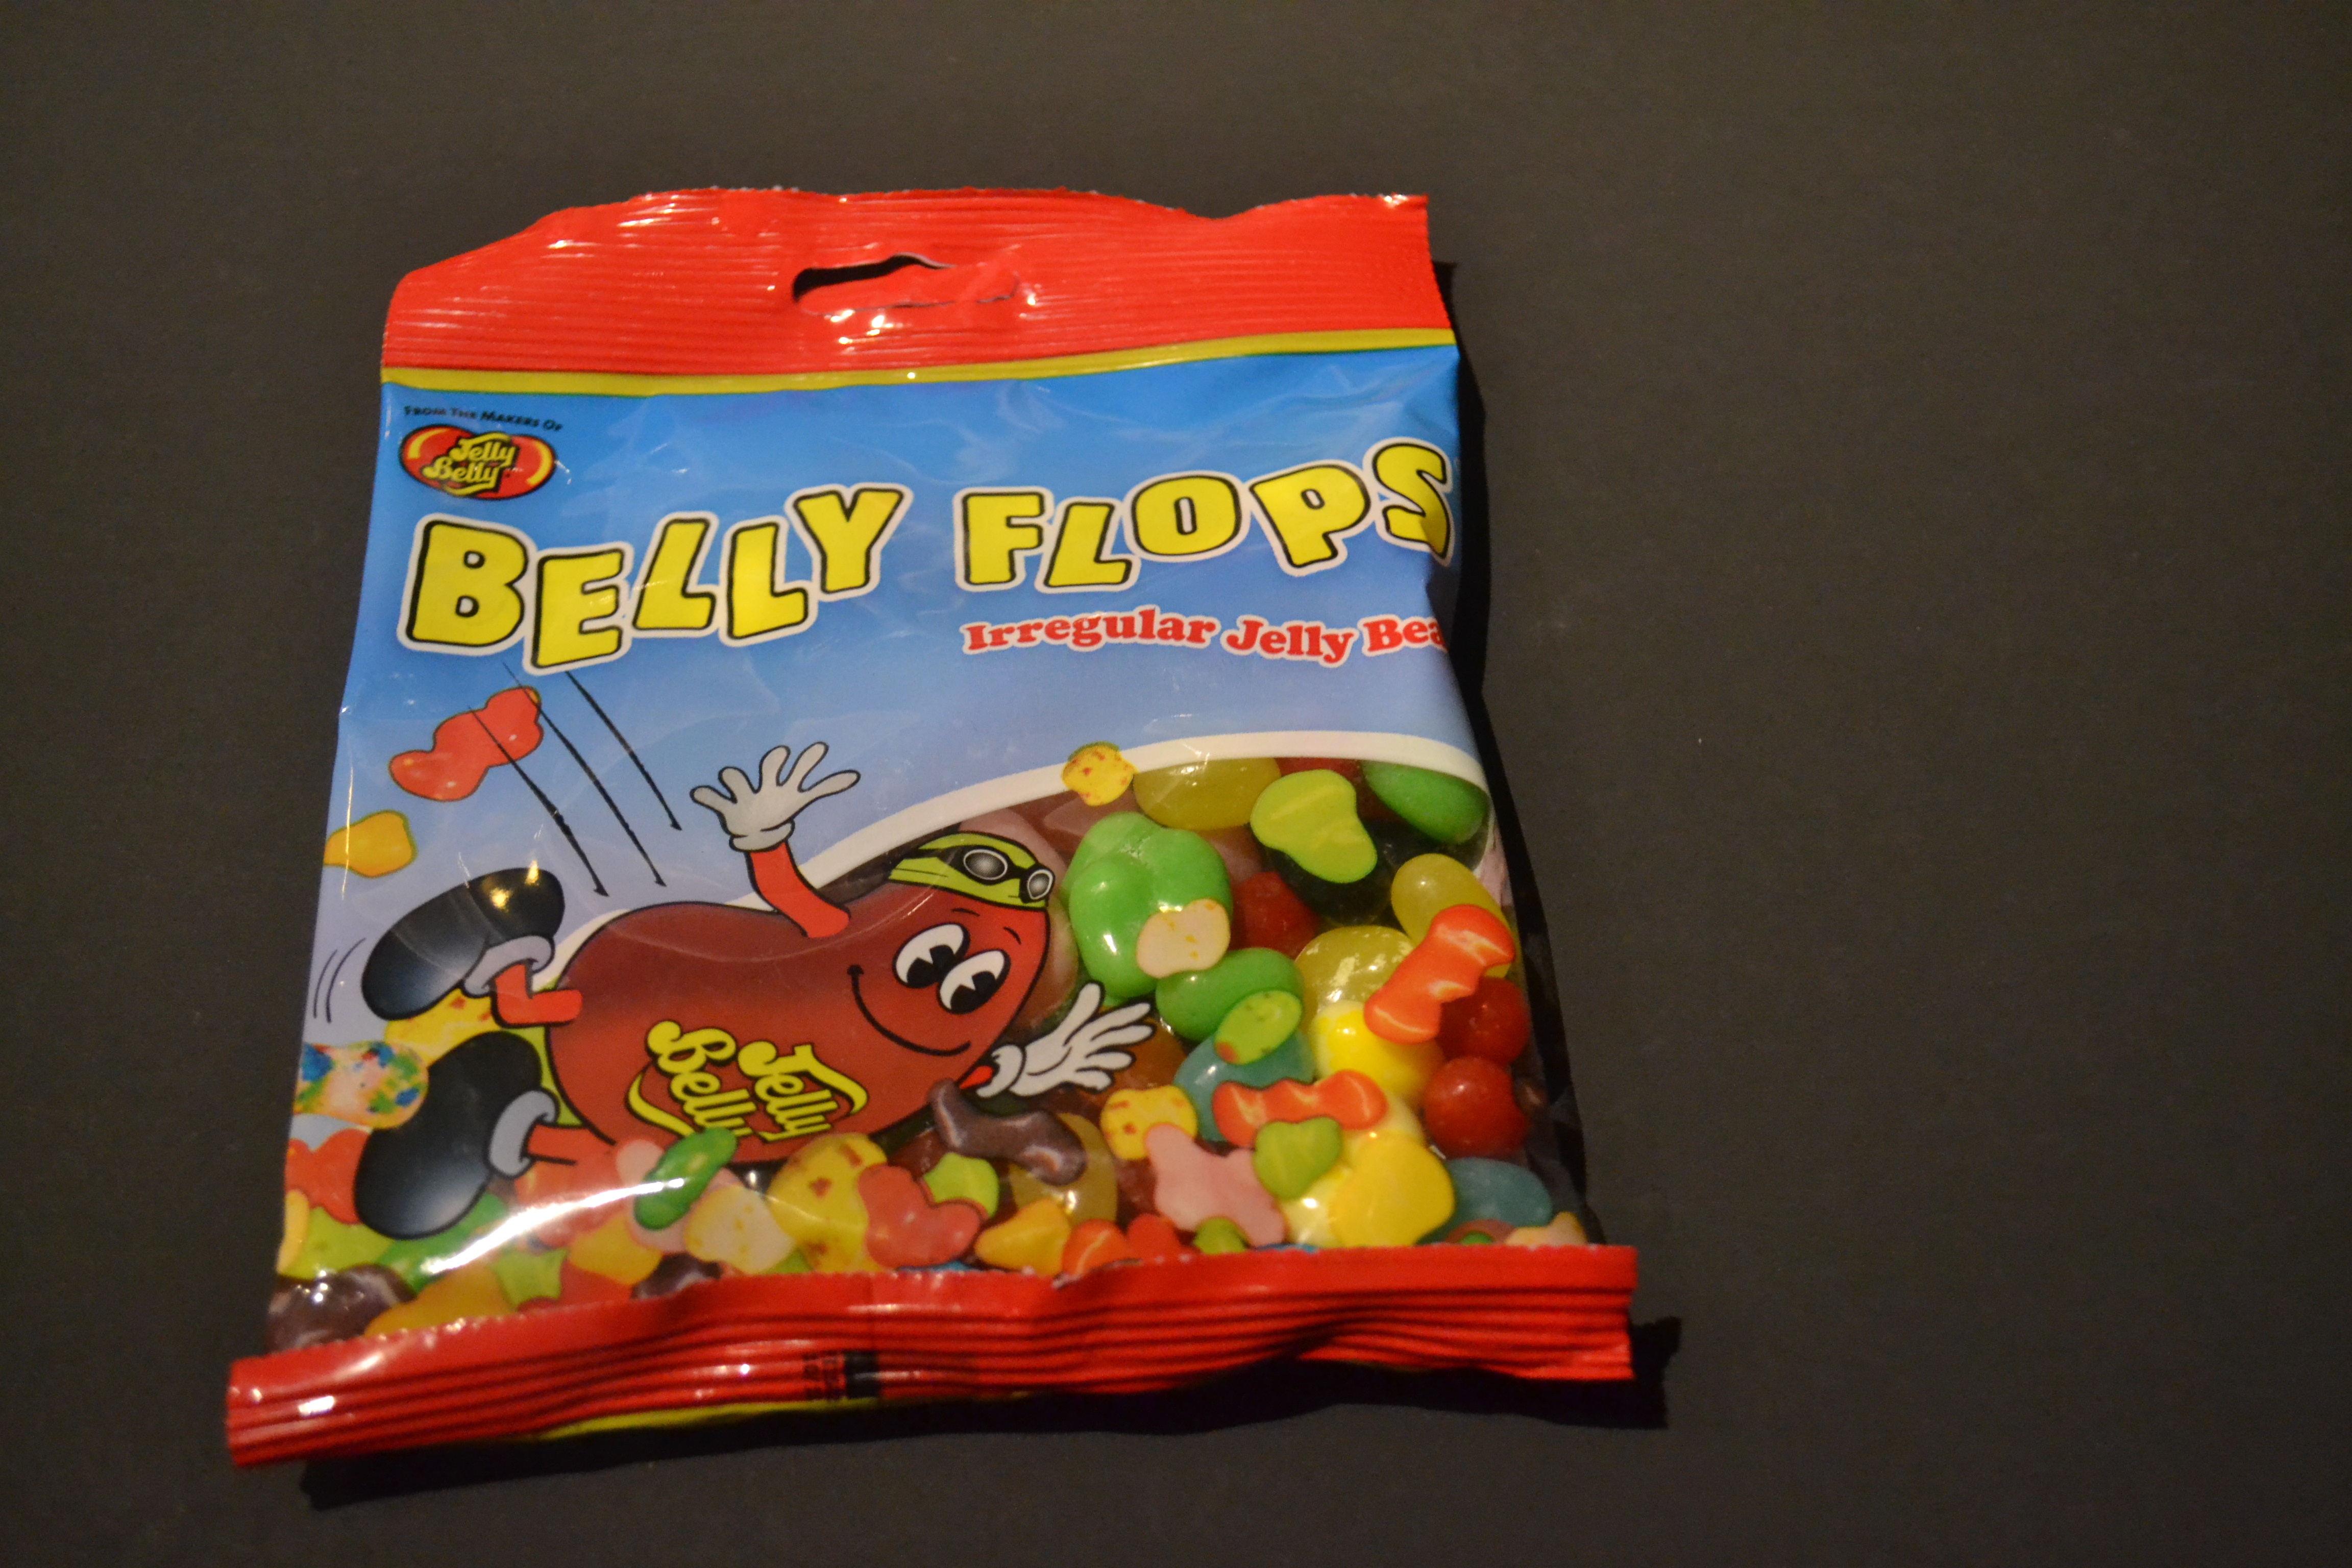 FROM THE MAKERS OF
Jelly
Belly
BELLY FLOPS
Irregular Jelly Bea
Jelly
Belly